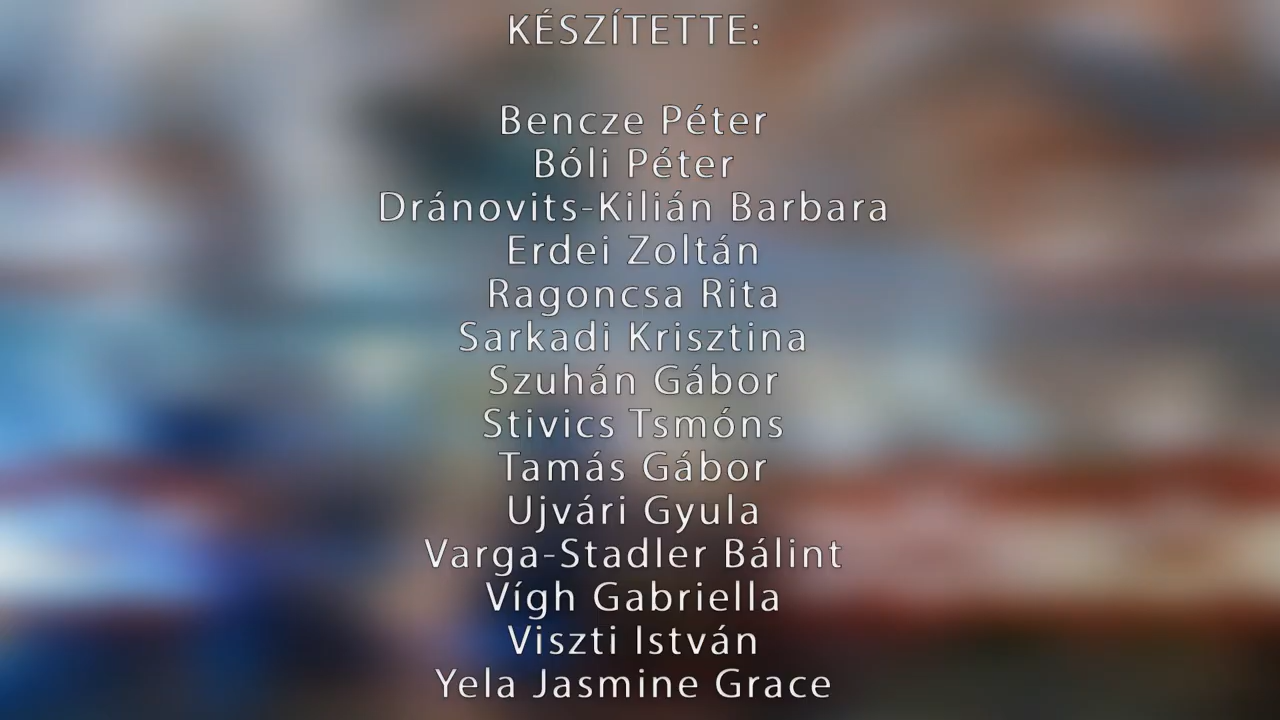 KÉSZÍTETTE:
Bencze Péter
Bóli Péter
Dránovits-Kilián Barbara
Erdei Zoltán
Ragoncsa Rita
Sarkadi Krisztina
Szuhán Gábor
Stivics Tsmóns
Tamás Gábor
Ujvári Gyula
Varga-Stadler Bálint
Vígh Gabriella
Viszti István
Yela Jasmine Grace